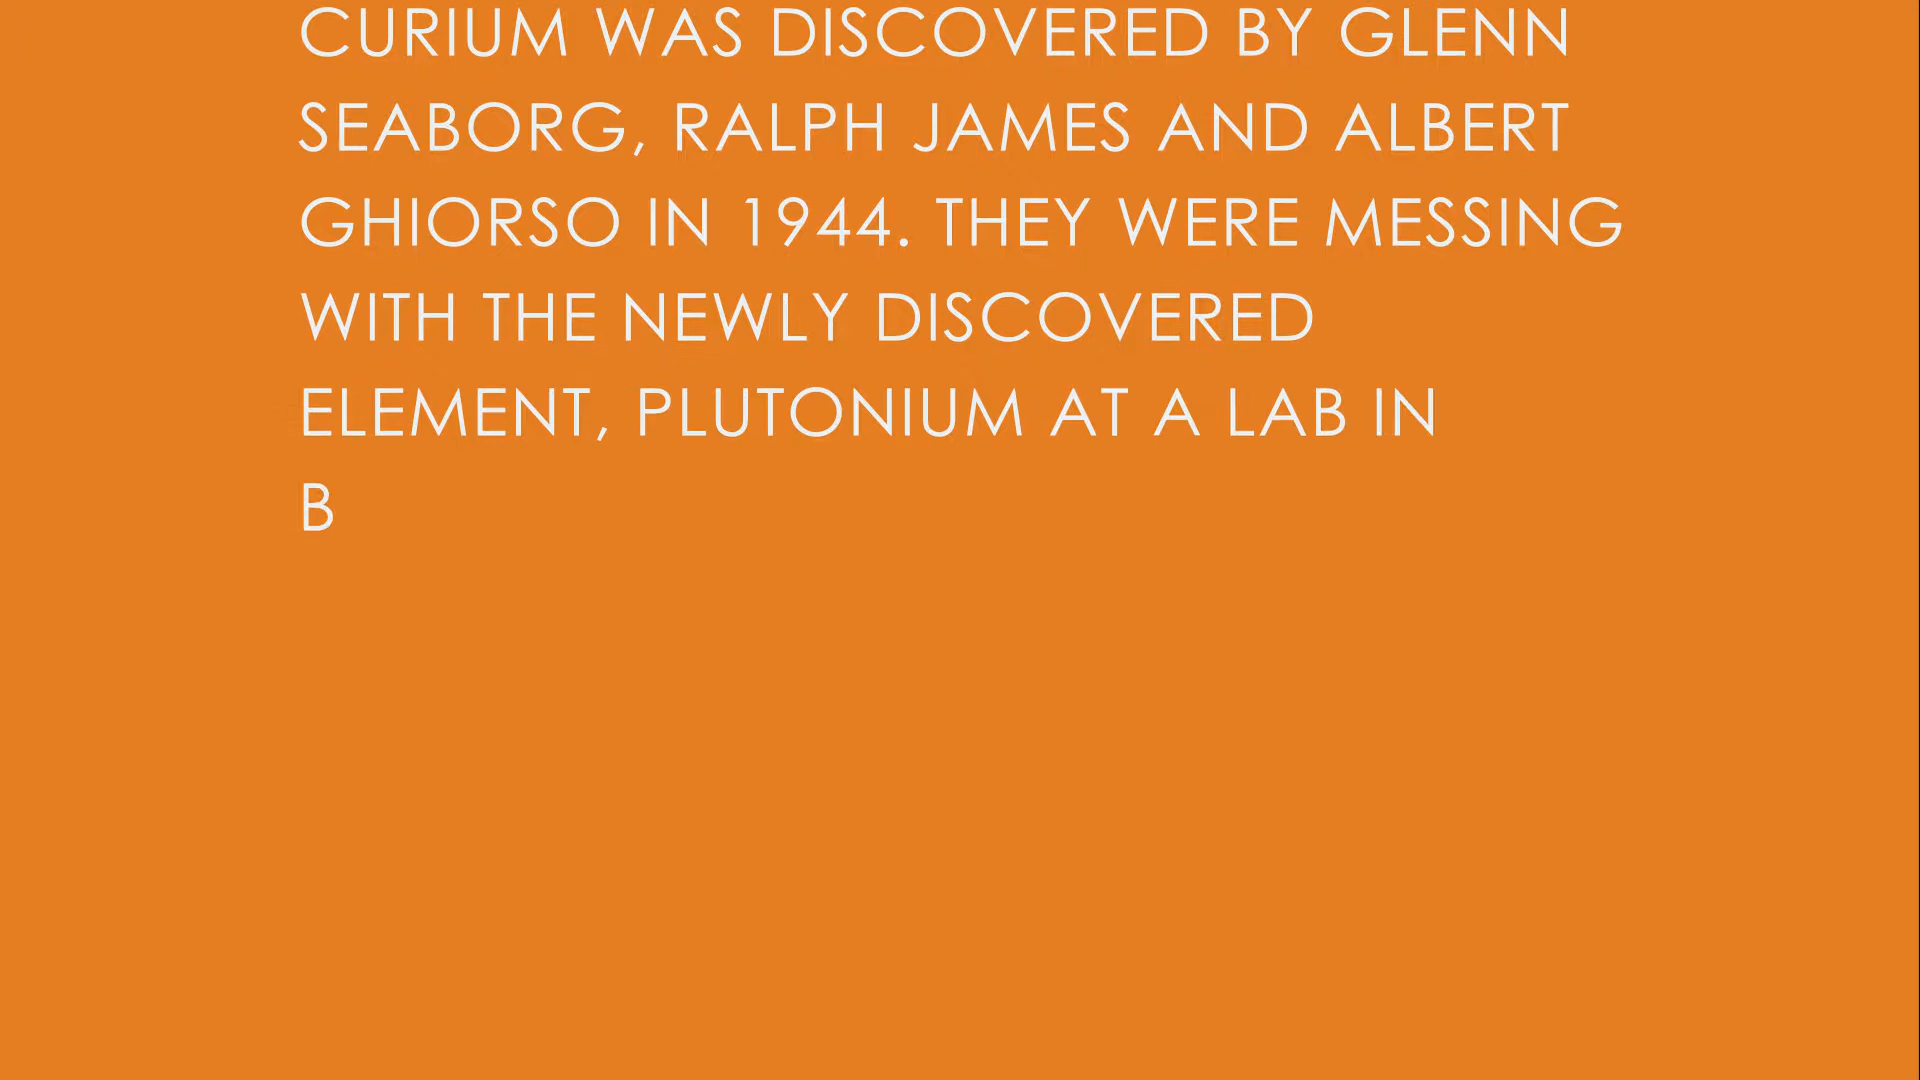 CURIUM WAS DISCOVERED BY GLENN
SEABORG, RALPH JAMES AND ALBERT
GHIORSO IN 1944. THEY WERE MESSING
WITH THE NEWLY DISCOVERED
ELEMENT, PLUTONIUM AT A LAB IN
B